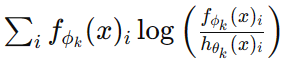 ∑_i f_{ϕ_k}(x)_i log ( f_{ϕ_k}(x)_i / h_{θ_k}(x)_i )